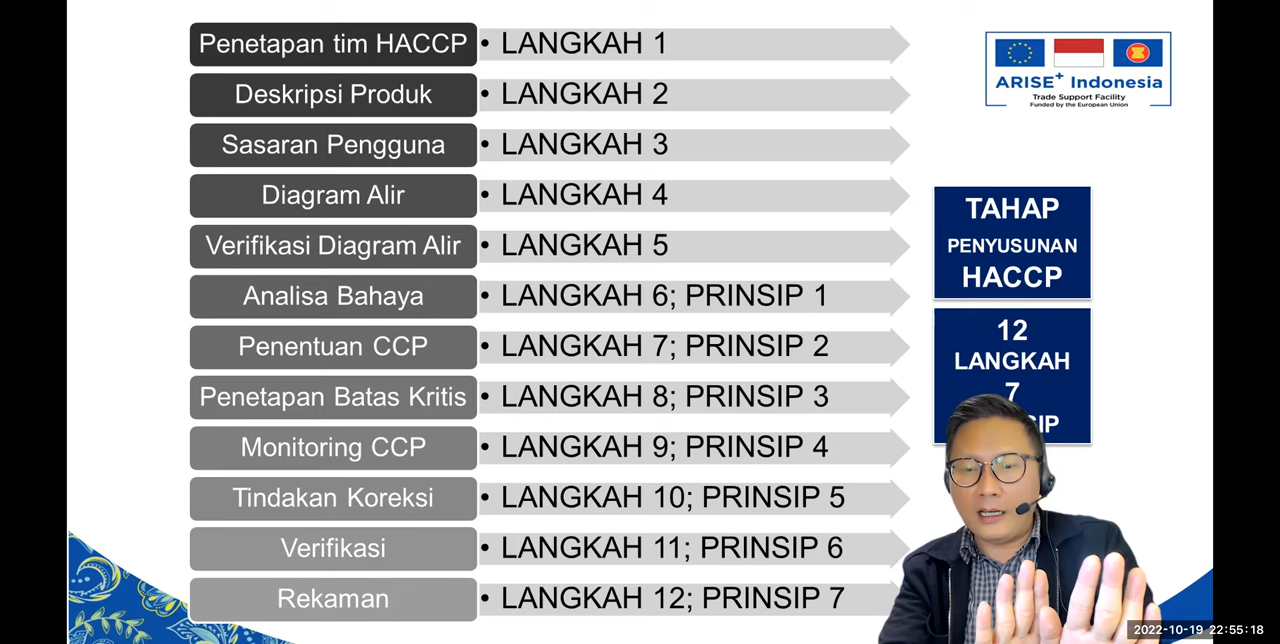 Penetapan tim HACCP • LANGKAH 1
Deskripsi Produk • LANGKAH 2
Sasaran Pengguna • LANGKAH 3
Diagram Alir • LANGKAH 4
Verifikasi Diagram Alir • LANGKAH 5
Analisa Bahaya • LANGKAH 6; PRINSIP 1
Penentuan CCP • LANGKAH 7; PRINSIP 2
Penetapan Batas Kritis • LANGKAH 8; PRINSIP 3
Monitoring CCP • LANGKAH 9; PRINSIP 4
Tindakan Koreksi • LANGKAH 10; PRINSIP 5
Verifikasi • LANGKAH 11; PRINSIP 6
Rekaman • LANGKAH 12; PRINSIP 7
ARISE+ Indonesia
Trade Support Facility
Funded by the European Union
TAHAP
PENYUSUNAN
HACCP
12
LANGKAH
7
2022-10-19 22:55:18